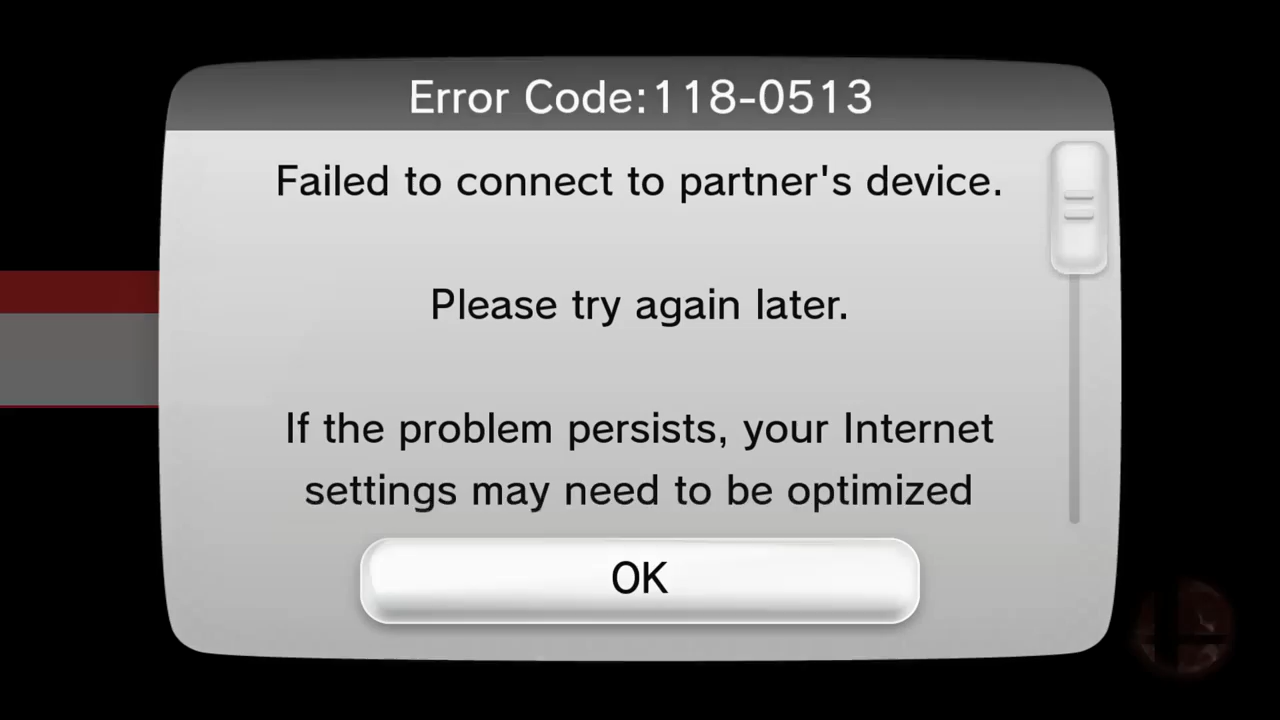 Error Code:118-0513
Failed to connect to partner's device.
Please try again later.
If the problem persists, your Internet
settings may need to be optimized
OK